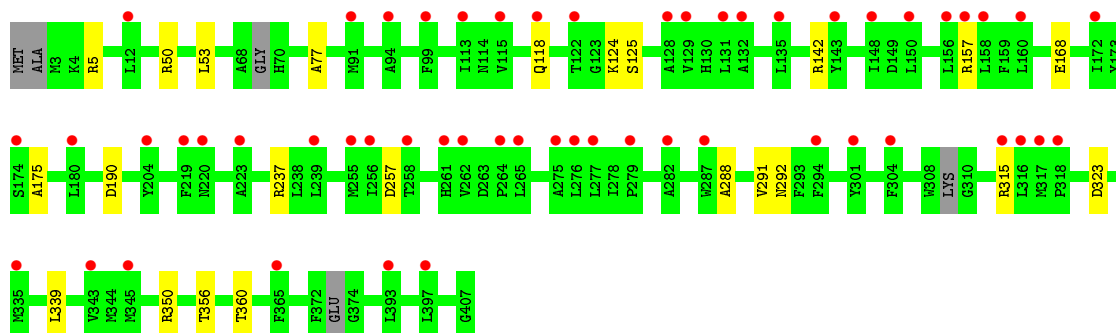 MET ALA M3 K4 R5 L12 R50 L53 A68 GLY H70 A77 M91 A94 F99 I113 N114 V115 Q118 T122 G123 K124 S125 A128 V129 H130 L131 A132 L135 R142 Y143 I148 D149 L150 L156 R157 L158 F159 L160 E168 I172 Y173
S174 A175 L180 D190 Y204 F219 N220 A223 R237 L238 L239 M255 I256 D257 T258 H261 V262 D263 P264 L265 A275 L276 L277 I278 P279 A282 W287 A288 V291 N292 F293 F294 Y301 F304 W308 LYS G310 R315 L316 M317 P318 D323
M335 L339 V343 M344 M345 R350 T356 T360 F365 F372 GLU G374 L393 L397 G407